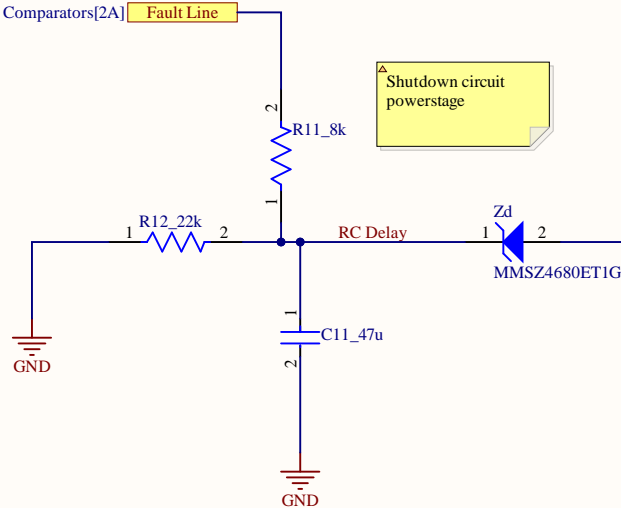 Comparators[2A] Fault Line
Shutdown circuit
powerstage
2
R11_8k
1
R12_22k
1
2
RC Delay
Zd
1
2
MMSZ4680ET1G
1
C11_47u
2
GND
GND